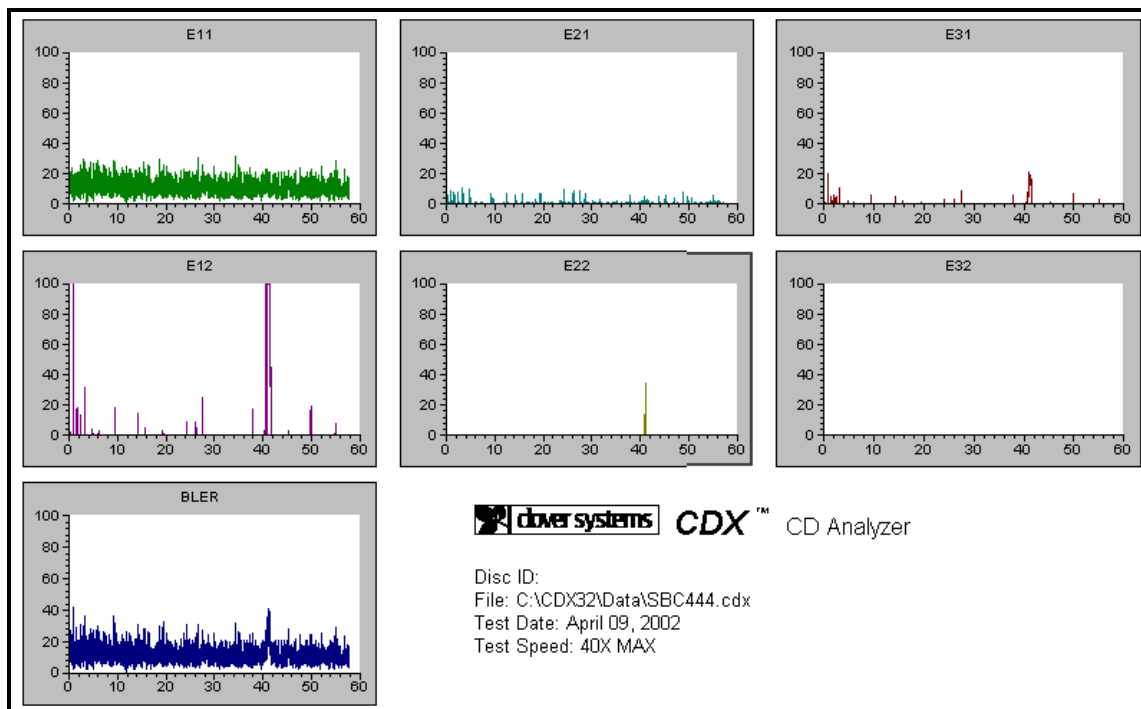 E11
100
80
60
40
20
0
0 10 20 30 40 50 60
E21
100
80
60
40
20
0
0 10 20 30 40 50 60
E31
100
80
60
40
20
0
0 10 20 30 40 50 60
E12
100
80
60
40
20
0
0 10 20 30 40 50 60
E22
100
80
60
40
20
0
0 10 20 30 40 50 60
E32
100
80
60
40
20
0
0 10 20 30 40 50 60
BLER
100
80
60
40
20
0
0 10 20 30 40 50 60
clover systems CDX ™ CD Analyzer
Disc ID:
File: C:\CDX32\Data\SBC444.cdx
Test Date: April 09, 2002
Test Speed: 40X MAX